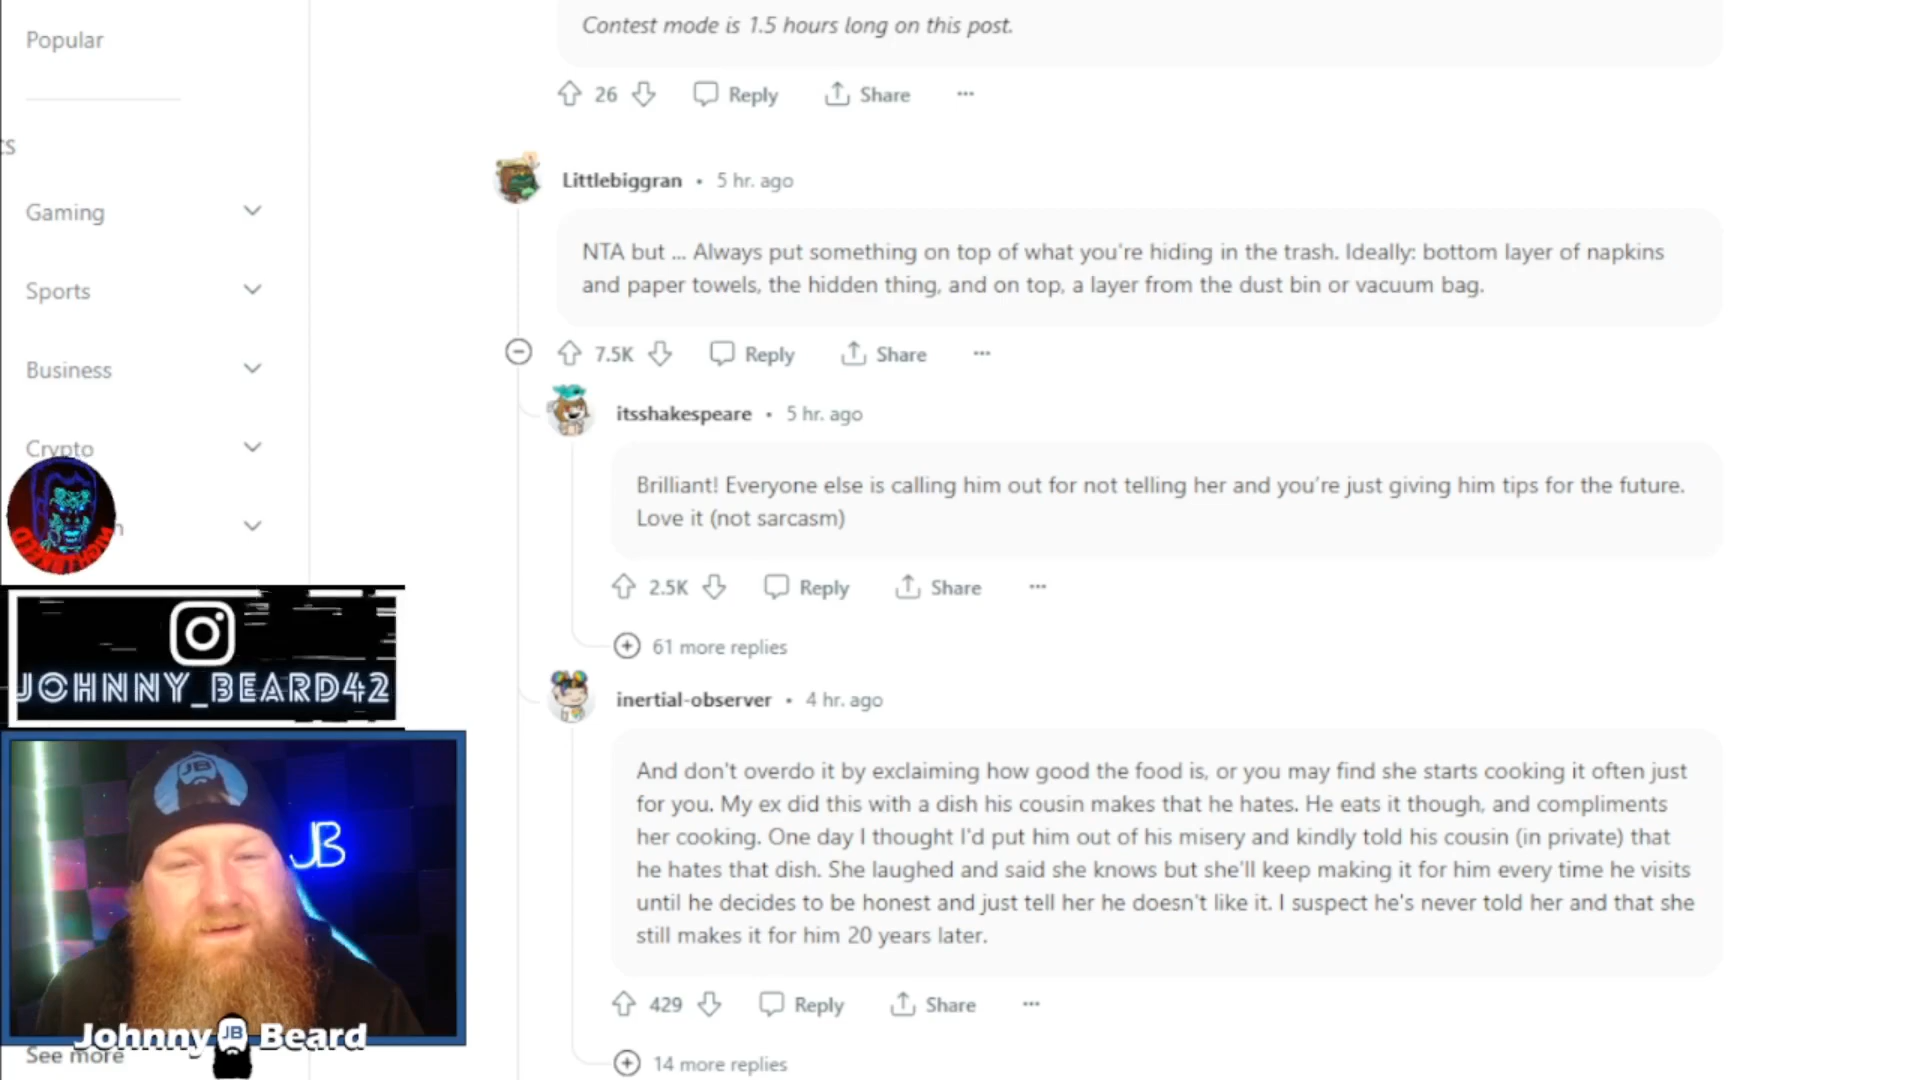 Popular
Contest mode is 1.5 hours long on this post.
26 Reply Share
cs
Gaming
Sports
Business
Crypto
Littlebiggran • 5 hr. ago
NTA but ... Always put something on top of what you're hiding in the trash. Ideally: bottom layer of napkins
and paper towels, the hidden thing, and on top, a layer from the dust bin or vacuum bag.
7.5K Reply Share
itsshakespeare • 5 hr. ago
Brilliant! Everyone else is calling him out for not telling her and you're just giving him tips for the future.
Love it (not sarcasm)
2.5K Reply Share
61 more replies
inertial-observer • 4 hr. ago
And don't overdo it by exclaiming how good the food is, or you may find she starts cooking it often just
for you. My ex did this with a dish his cousin makes that he hates. He eats it though, and compliments
her cooking. One day I thought I'd put him out of his misery and kindly told his cousin (in private) that
he hates that dish. She laughed and said she knows but she'll keep making it for him every time he visits
until he decides to be honest and just tell her he doesn't like it. I suspect he's never told her and that she
still makes it for him 20 years later.
429 Reply Share
14 more replies
JOHNNY_BEARD42
JB
JB
Johnny JB Beard
See more